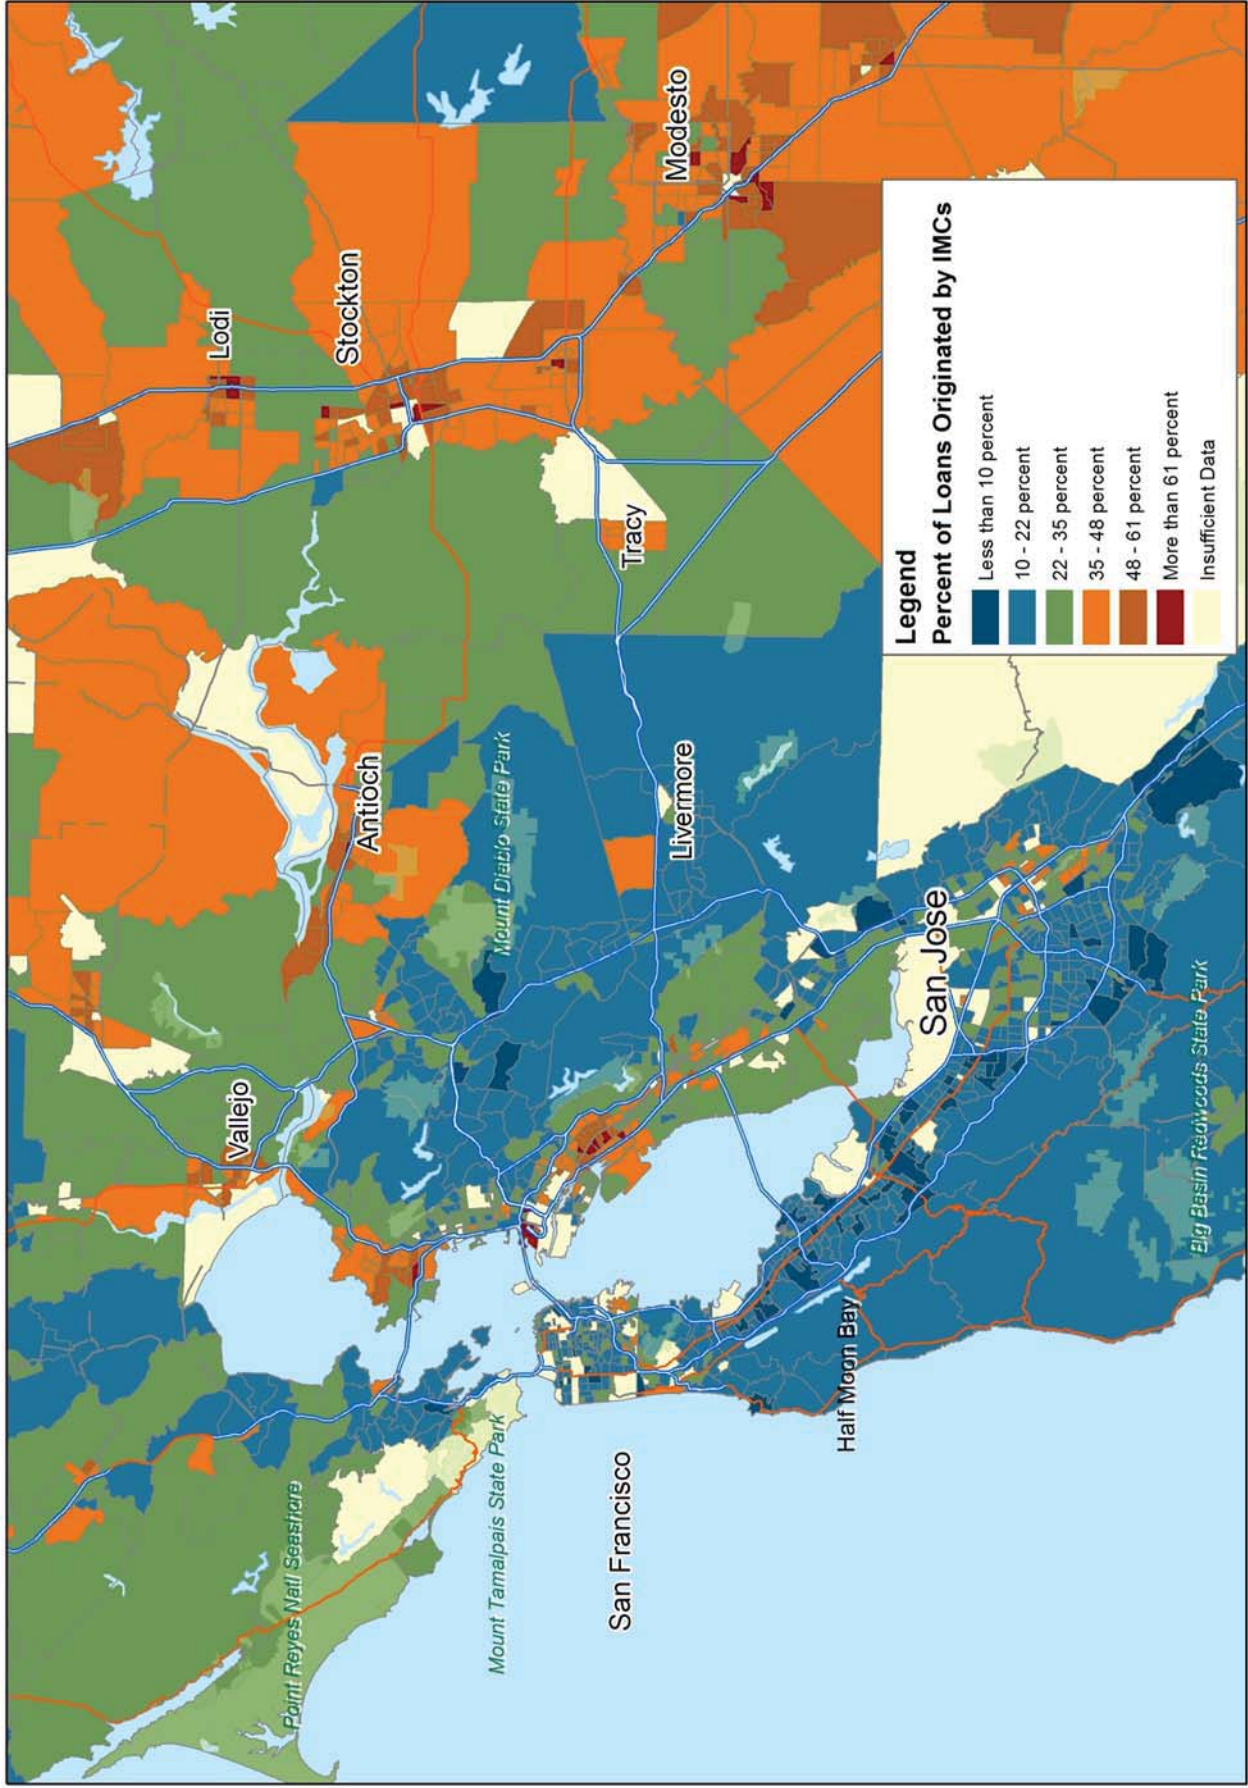 Lodi
Stockton
Modesto
Tracy
Antioch
Vallejo
Mount Diablo State Park
Livermore
San Jose
Point Reyes Natl Seashore
Mount Tamalpais State Park
San Francisco
Half Moon Bay
Big Basin Redwoods State Park
Legend
Percent of Loans Originated by IMCs
Less than 10 percent
10 - 22 percent
22 - 35 percent
35 - 48 percent
48 - 61 percent
More than 61 percent
Insufficient Data